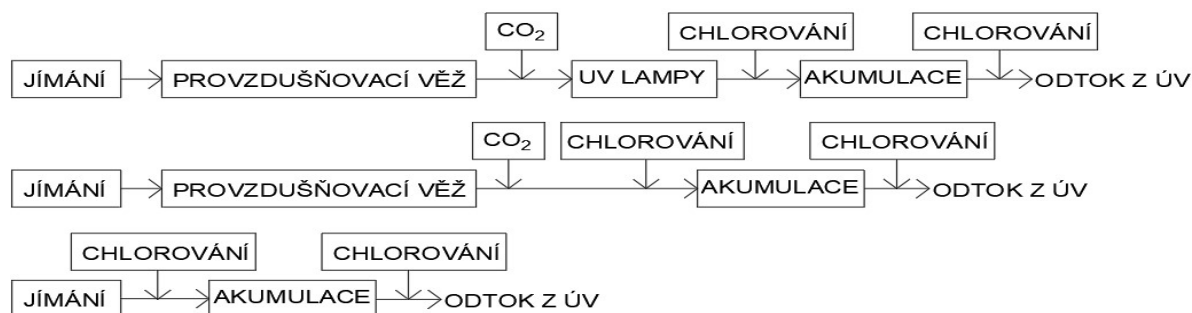 CO₂ CHLOROVÁNÍ CHLOROVÁNÍ
JÍMÁNÍ PROVZDUŠŇOVACÍ VĚŽ UV LAMPY AKUMULACE ODTOK Z ÚV
CO₂ CHLOROVÁNÍ CHLOROVÁNÍ
JÍMÁNÍ PROVZDUŠŇOVACÍ VĚŽ AKUMULACE ODTOK Z ÚV
CHLOROVÁNÍ CHLOROVÁNÍ
JÍMÁNÍ AKUMULACE ODTOK Z ÚV